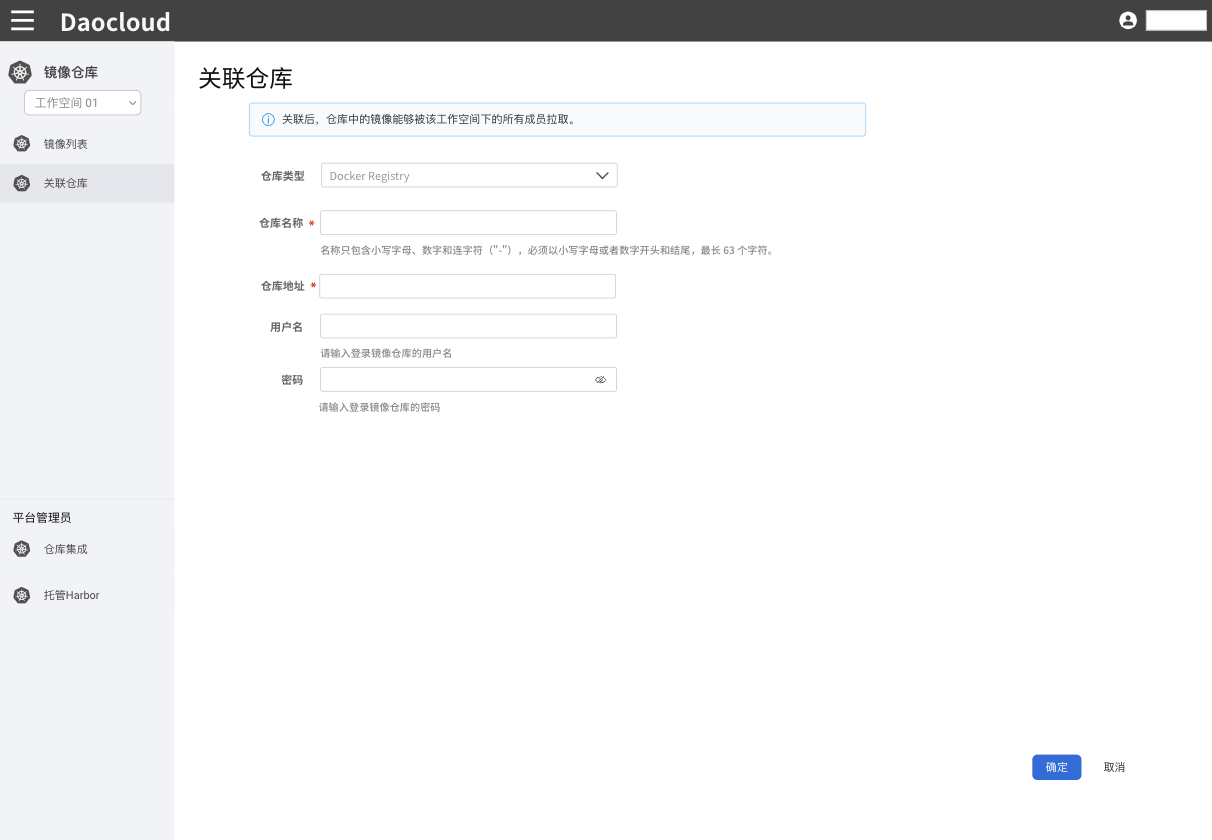 Daocloud
镜像仓库
工作空间 01
镜像列表
关联仓库
平台管理员
仓库集成
托管Harbor
关联仓库
关联后，仓库中的镜像能够被该工作空间下的所有成员拉取。
仓库类型 Docker Registry
仓库名称 *
名称只包含小写字母、数字和连字符（"-"），必须以小写字母或者数字开头和结尾，最长 63 个字符。
仓库地址 *
用户名
请输入登录镜像仓库的用户名
密码
请输入登录镜像仓库的密码
确定 取消